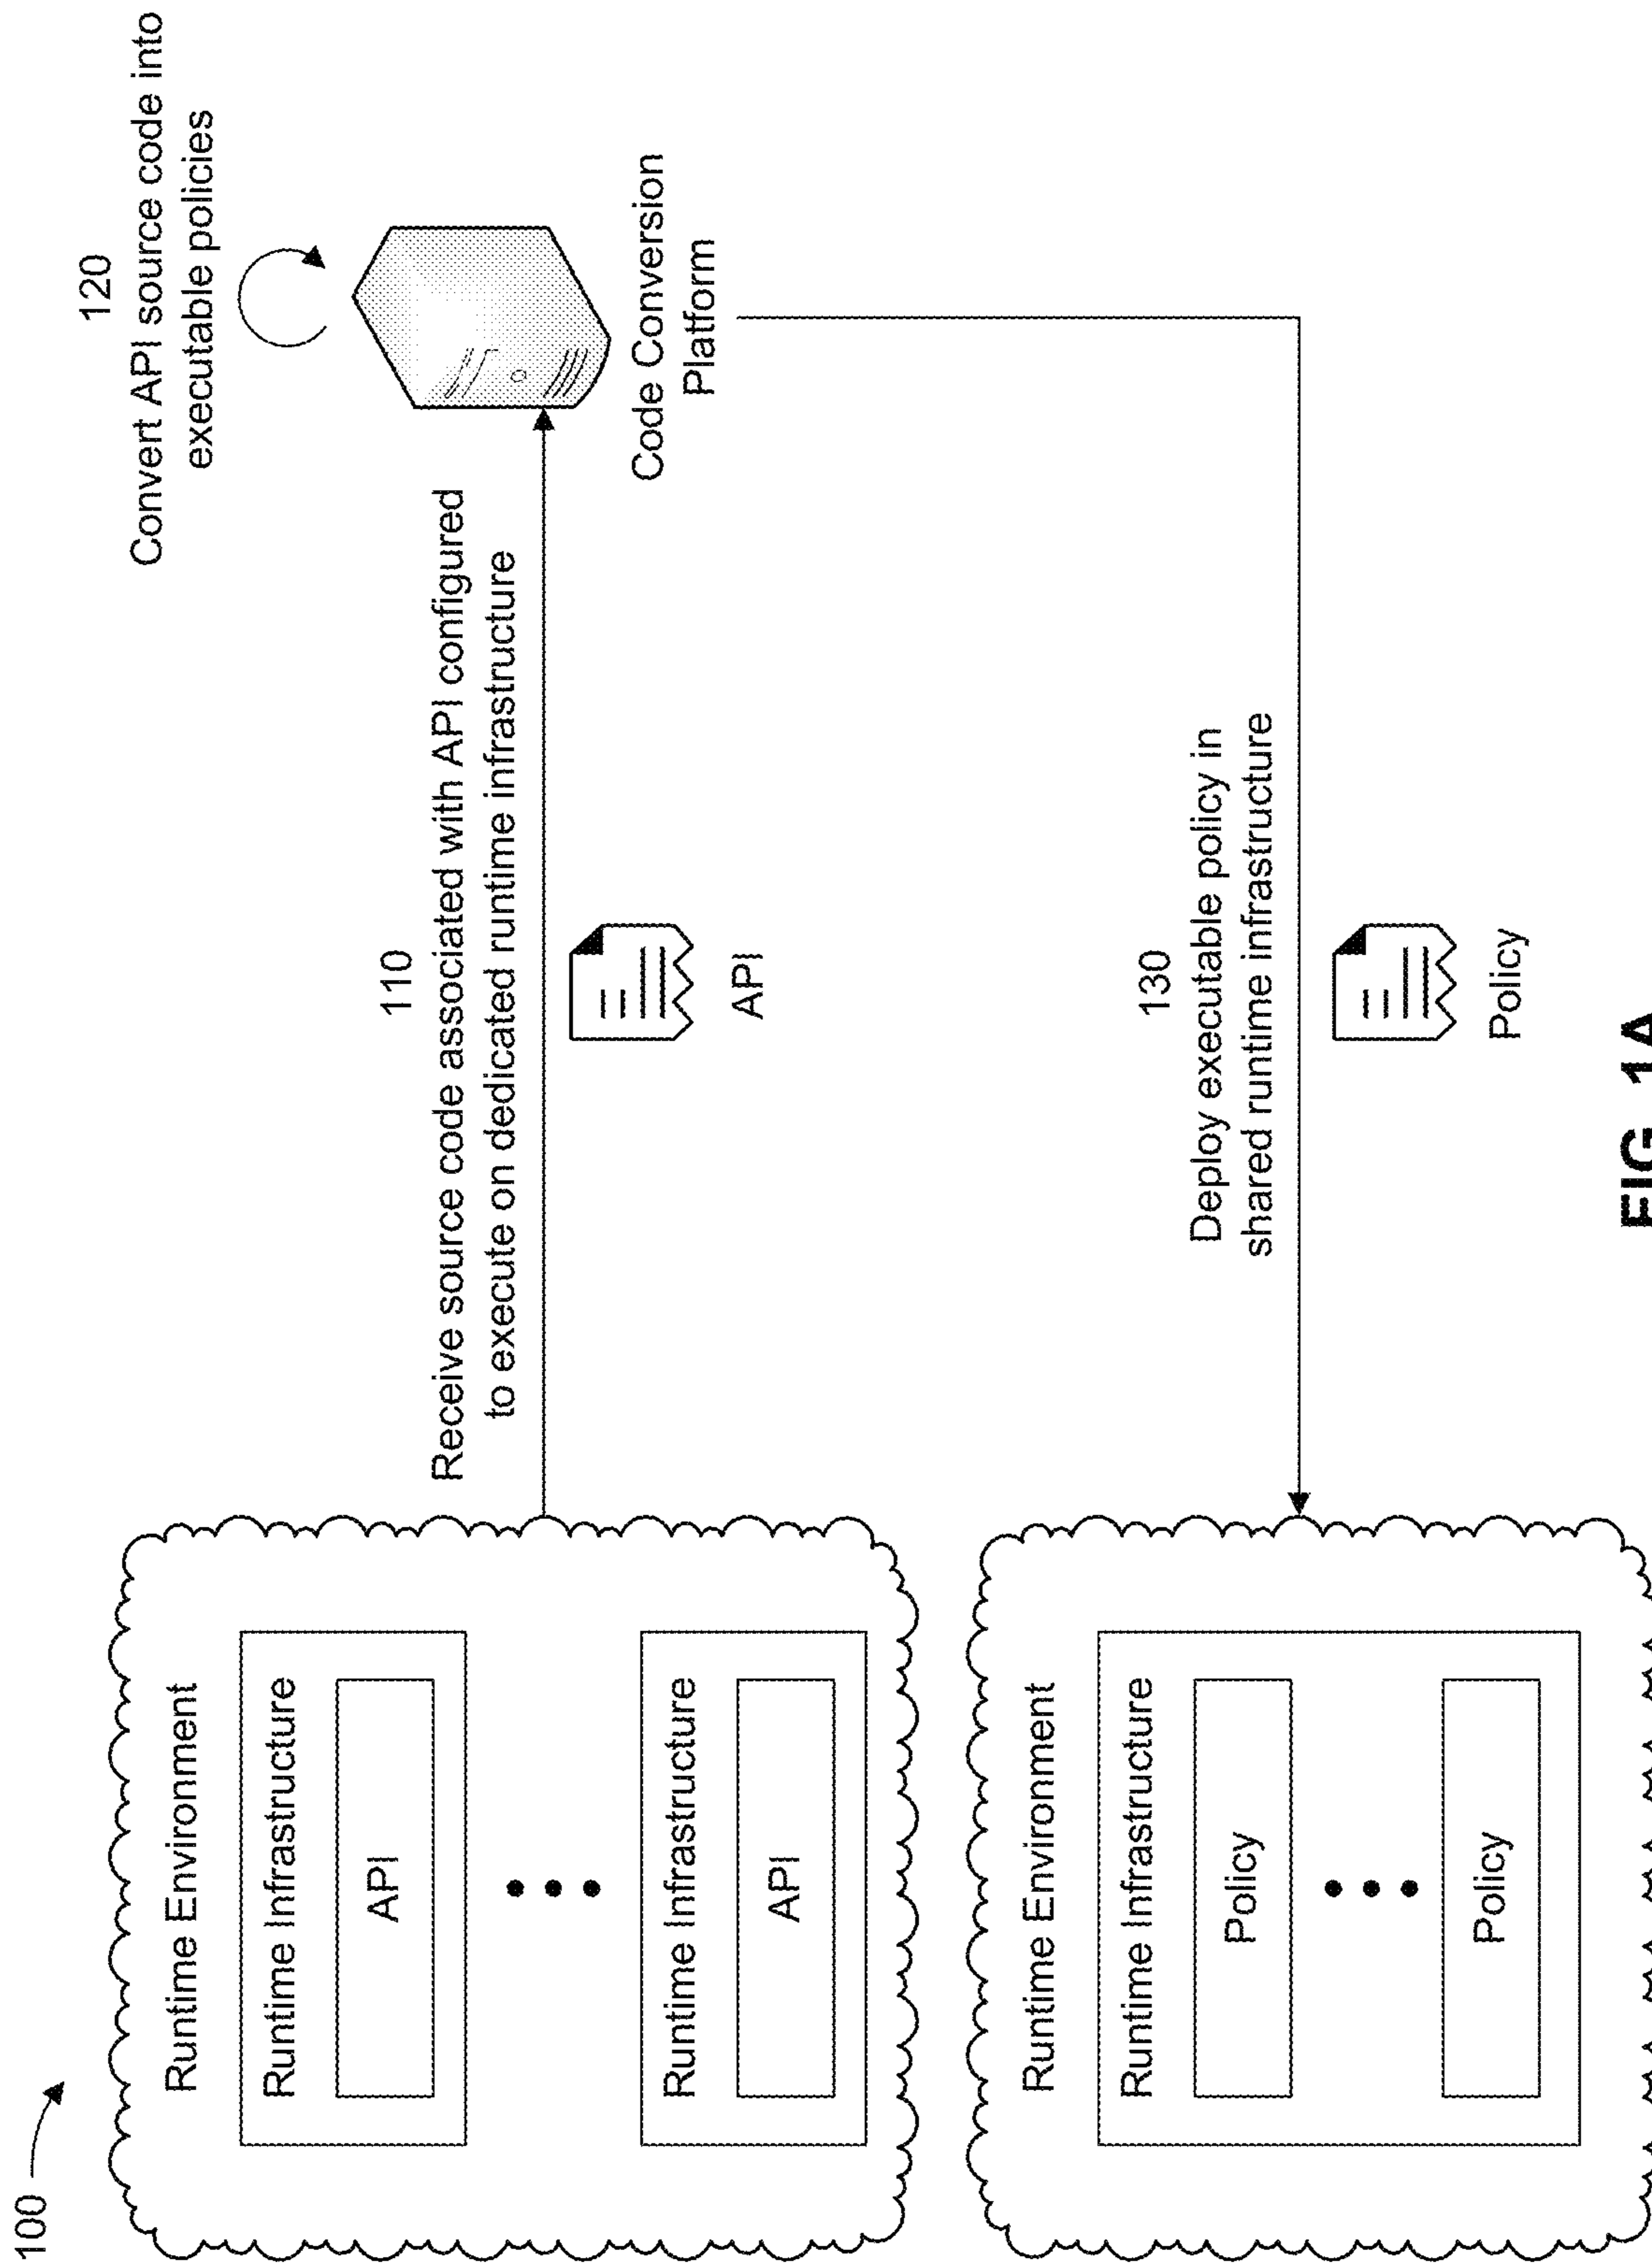 100
Runtime Environment
Runtime Infrastructure
API
Runtime Infrastructure
API
110
Receive source code associated with API configured
to execute on dedicated runtime infrastructure
API
120
Convert API source code into
executable policies
Code Conversion
Platform
Runtime Environment
Runtime Infrastructure
Policy
Policy
130
Deploy executable policy in
shared runtime infrastructure
Policy
FIG. 1A